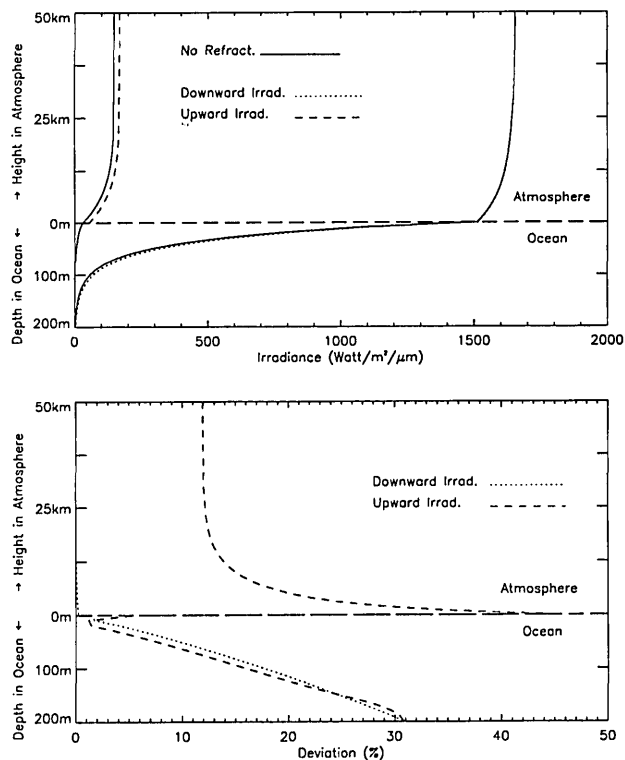 50km
No Refract.
Downward Irrad.
Upward Irrad.
→ Height in Atmosphere
25km
Atmosphere
0m
Ocean
Depth in Ocean ←
100m
200m
0 500 1000 1500 2000
Irradiance (Watt/m²/μm)
50km
Downward Irrad.
Upward Irrad.
→ Height in Atmosphere
25km
Atmosphere
0m
Ocean
Depth in Ocean ←
100m
200m
0 10 20 30 40 50
Deviation (%)